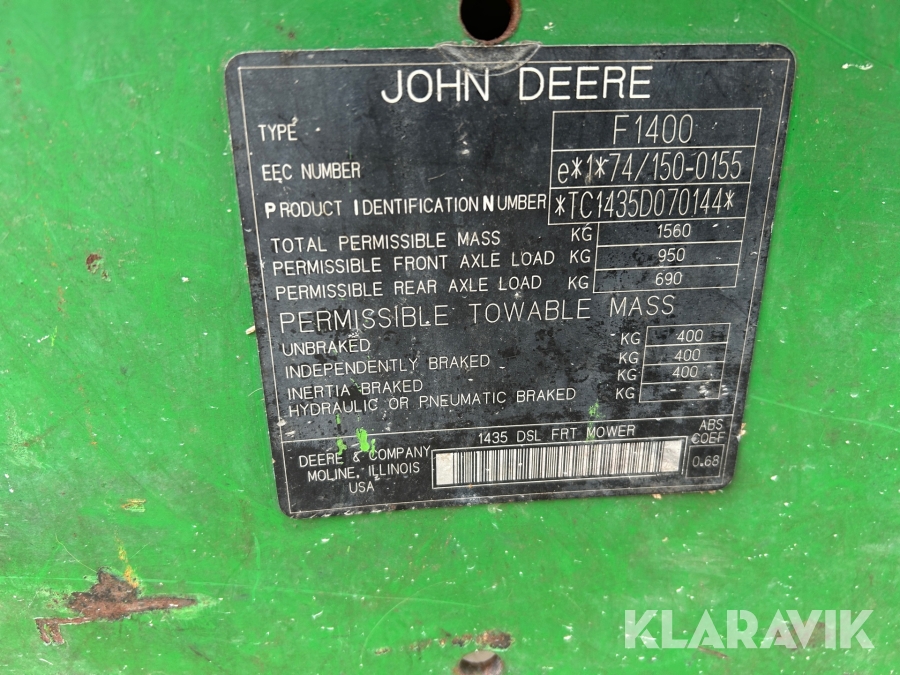 JOHN DEERE
TYPE F1400
EEC NUMBER e*1*74/150-0155
PRODUCT IDENTIFICATION NUMBER *TC1435D070144*
TOTAL PERMISSIBLE MASS KG 1560
PERMISSIBLE FRONT AXLE LOAD KG 950
PERMISSIBLE REAR AXLE LOAD KG 690
PERMISSIBLE TOWABLE MASS
UNBRAKED KG 400
INDEPENDENTLY BRAKED KG 400
INERTIA BRAKED KG 400
HYDRAULIC OR PNEUMATIC BRAKED KG
1435 DSL FRT MOWER
ABS
COEF
0.68
DEERE & COMPANY
MOLINE, ILLINOIS
USA
KLARAVIK